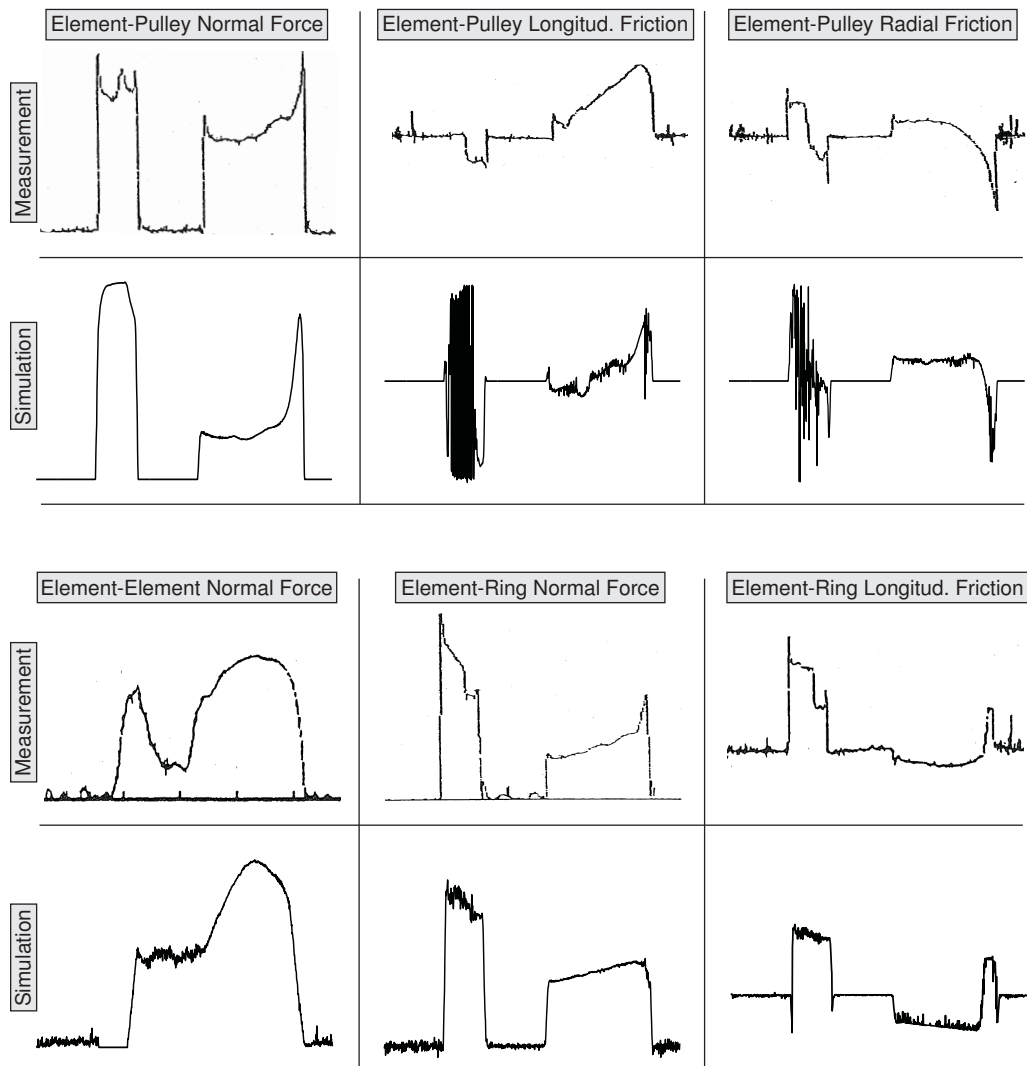 Element-Pulley Normal Force
Element-Pulley Longitud. Friction
Element-Pulley Radial Friction
Measurement
Simulation
Element-Element Normal Force
Element-Ring Normal Force
Element-Ring Longitud. Friction
Measurement
Simulation